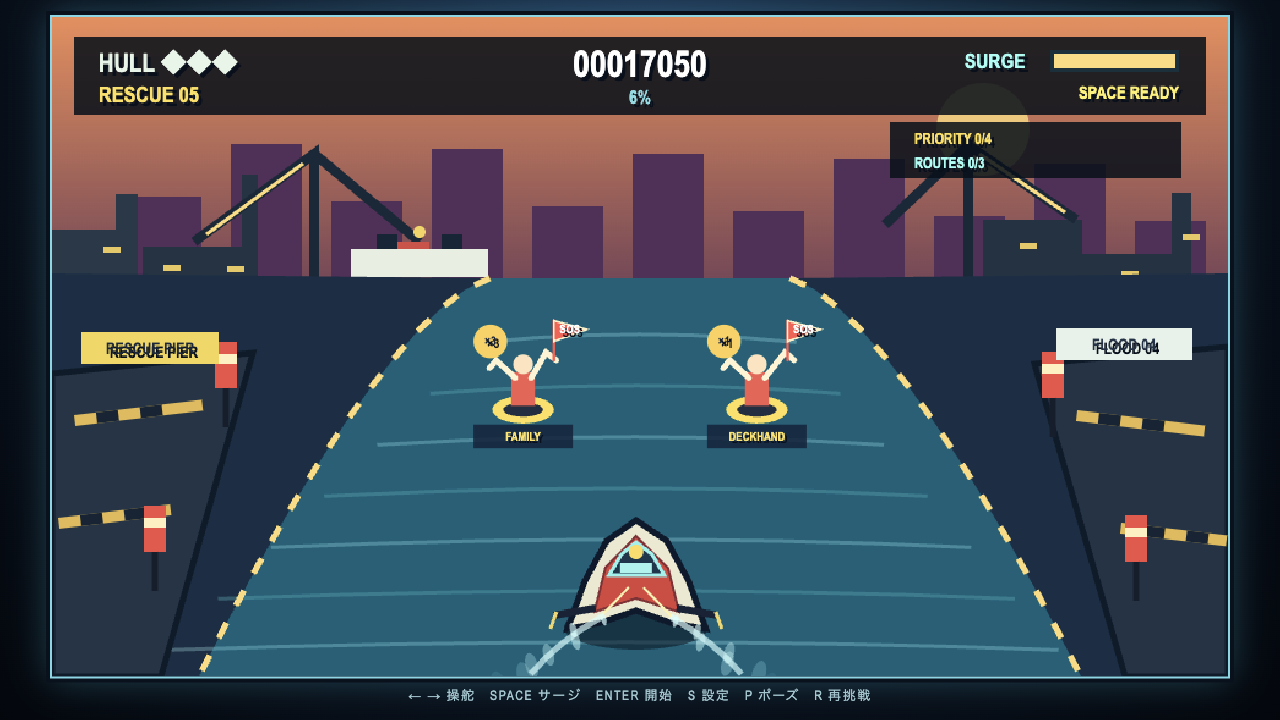 HULL
00017050
SURGE
RESCUE 05
6%
SPACE READY
PRIORITY 0/4
ROUTES 0/3
RESCUE PIER
FLOOD 04
SOS
SOS
FAMILY
DECKHAND
← → 操舵 SPACE サージ ENTER 開始 S 設定 P ポーズ R 再挑戦